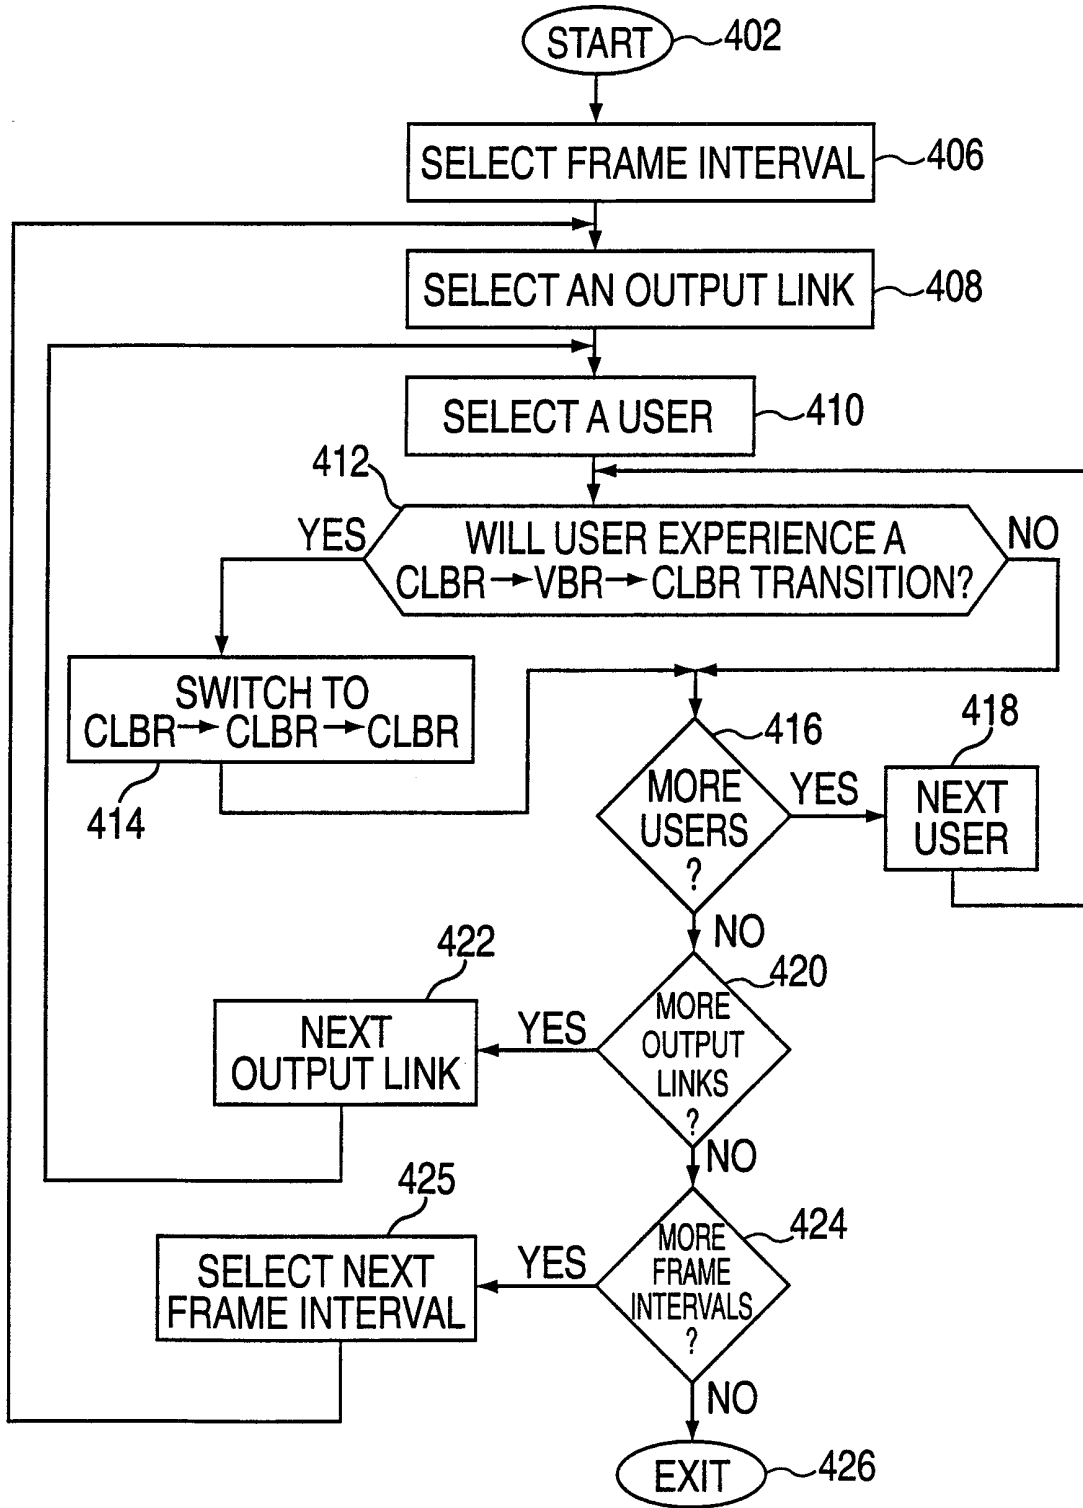 START
402
SELECT FRAME INTERVAL
406
SELECT AN OUTPUT LINK
408
SELECT A USER
410
412
YES
WILL USER EXPERIENCE A
CLBR→VBR→CLBR TRANSITION?
NO
SWITCH TO
CLBR→CLBR→CLBR
414
416
MORE
USERS
?
YES
418
NEXT
USER
NO
422
NEXT
OUTPUT LINK
YES
420
MORE
OUTPUT
LINKS
?
NO
425
SELECT NEXT
FRAME INTERVAL
YES
424
MORE
FRAME
INTERVALS
?
NO
EXIT
426